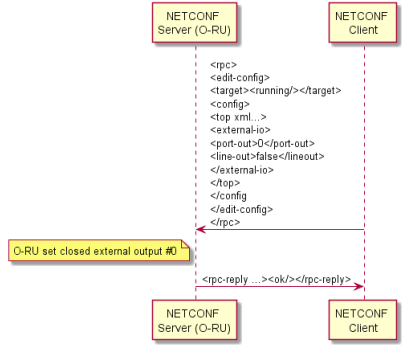 NETCONF
Server (O-RU)
NETCONF
Client
<rpc>
<edit-config>
<target><running/></target>
<config>
<top xml...>
<external-io>
<port-out>0</port-out>
<line-out>false</lineout>
</external-io>
</top>
</config
</edit-config>
</rpc>
O-RU set closed external output #0
<rpc-reply ...><ok/></rpc-reply>
NETCONF
Server (O-RU)
NETCONF
Client